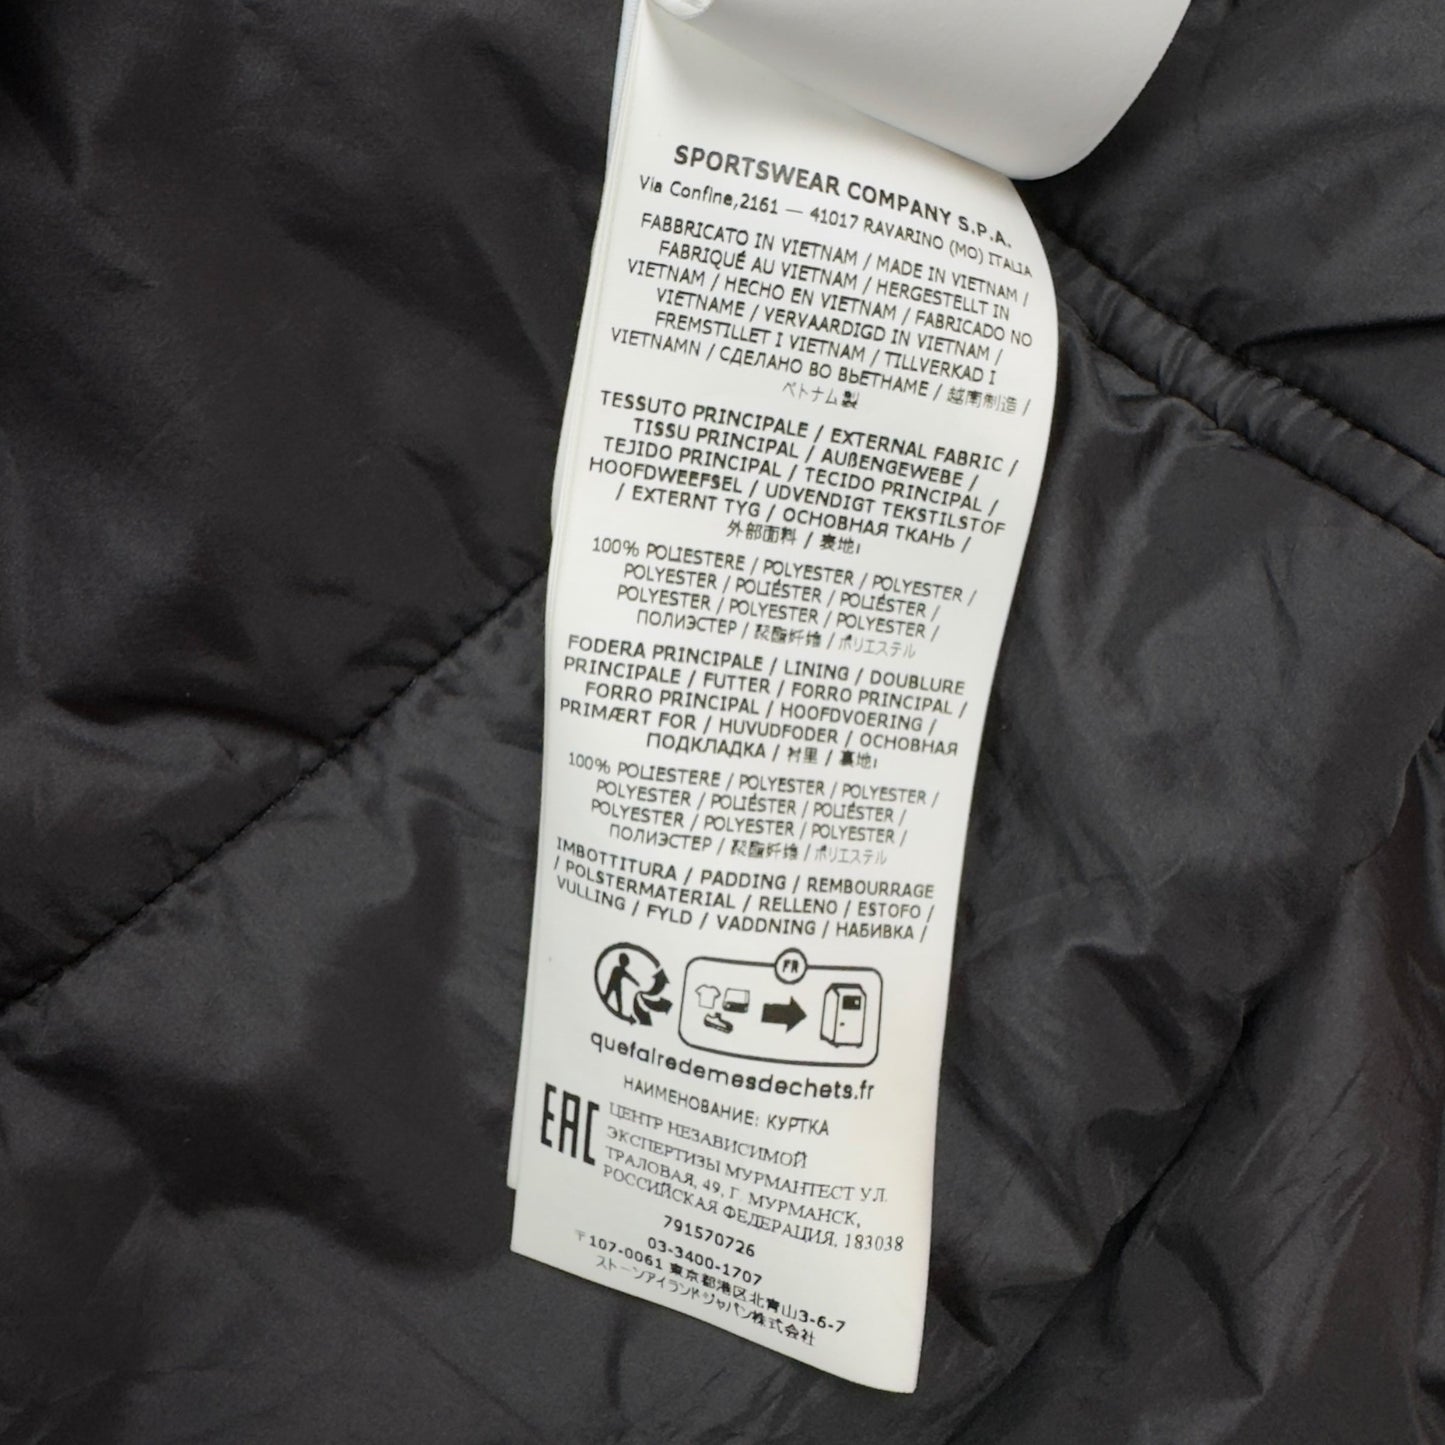 SPORTSWEAR COMPANY S.P.A.
Via Confine,2161 — 41017 RAVARINO (MO) ITALIA
FABBRICATO IN VIETNAM / MADE IN VIETNAM /
FABRIQUÉ AU VIETNAM / HERGESTELLT IN
VIETNAM / HECHO EN VIETNAM / FABRICADO NO
VIETNAME / VERVAARDIGD IN VIETNAM /
FREMSTILLET I VIETNAM / TILLVERKAD I
VIETNAMN / СДЕЛАНО ВО ВЬЕТНАМЕ / 越南制造 /
ベトナム製
TESSUTO PRINCIPALE / EXTERNAL FABRIC /
TISSU PRINCIPAL / AUßENGEWEBE /
TEJIDO PRINCIPAL / TECIDO PRINCIPAL /
HOOFDWEEFSEL / UDVENDIGT TEKSTILSTOF
/ EXTERNT TYG / ОСНОВНАЯ ТКАНЬ /
外部面料 / 表地
100% POLIESTERE / POLYESTER / POLYESTER /
POLYESTER / POLIÉSTER / POLIÉSTER /
POLYESTER / POLYESTER / POLYESTER /
ПОЛИЭСТЕР / 聚酯纤维 / ポリエステル
FODERA PRINCIPALE / LINING / DOUBLURE
PRINCIPALE / FUTTER / FORRO PRINCIPAL /
FORRO PRINCIPAL / HOOFDVOERING /
PRIMÆRT FOR / HUVUDFODER / ОСНОВНАЯ
ПОДКЛАДКА / 衬里 / 裏地
100% POLIESTERE / POLYESTER / POLYESTER /
POLYESTER / POLIÉSTER / POLIÉSTER /
POLYESTER / POLYESTER / POLYESTER /
ПОЛИЭСТЕР / 聚酯纤维 / ポリエステル
IMBOTTITURA / PADDING / REMBOURRAGE
/ POLSTERMATERIAL / RELLENO / ESTOFO /
VULLING / FYLD / VADDNING / НАБИВКА /
FR
quefairedemesdechets.fr
НАИМЕНОВАНИЕ: КУРТКА
EAC
ЦЕНТР НЕЗАВИСИМОЙ
ЭКСПЕРТИЗЫ МУРМАНТЕСТ УЛ.
ТРАЛОВАЯ, 49, Г. МУРМАНСК,
РОССИЙСКАЯ ФЕДЕРАЦИЯ, 183038
791570726
03-3400-1707
〒107-0061 東京都港区北青山3-6-7
ストーンアイランドジャパン株式会社